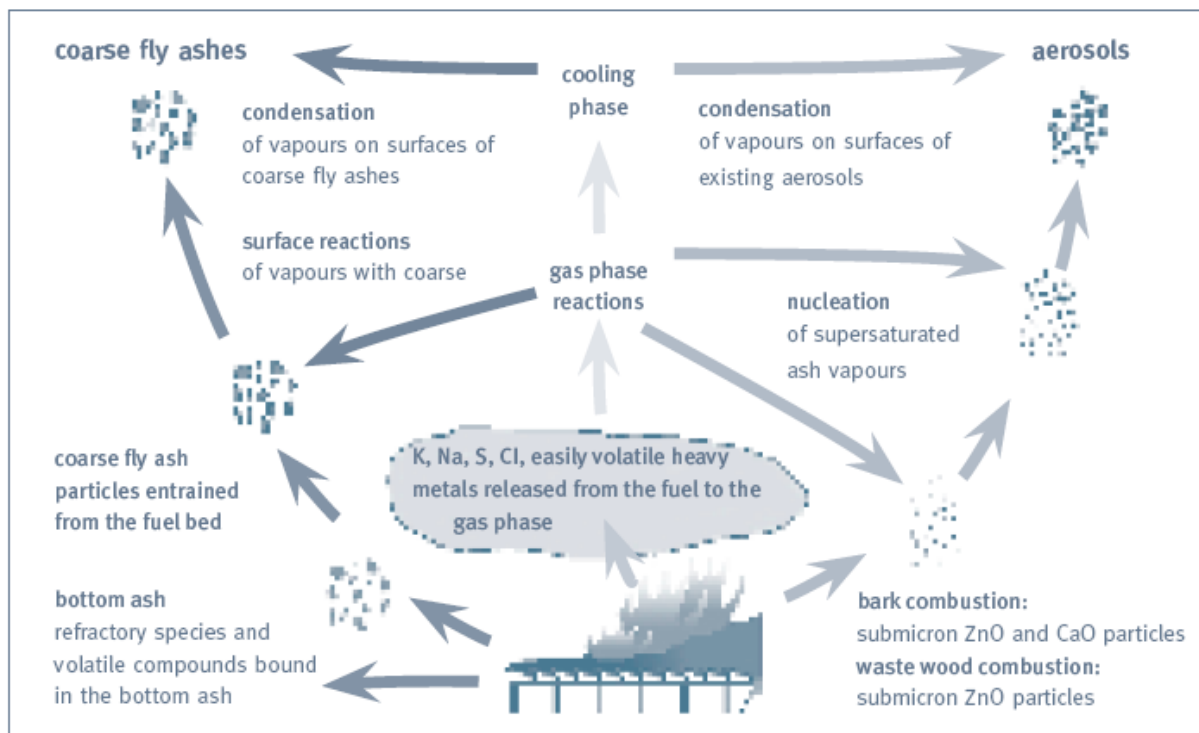 coarse fly ashes
cooling
phase
aerosols
condensation
of vapours on surfaces of
coarse fly ashes
condensation
of vapours on surfaces of
existing aerosols
surface reactions
of vapours with coarse
gas phase
reactions
nucleation
of supersaturated
ash vapours
K, Na, S, Cl, easily volatile heavy
metals released from the fuel to the
gas phase
coarse fly ash
particles entrained
from the fuel bed
bottom ash
refractory species and
volatile compounds bound
in the bottom ash
bark combustion:
submicron ZnO and CaO particles
waste wood combustion:
submicron ZnO particles